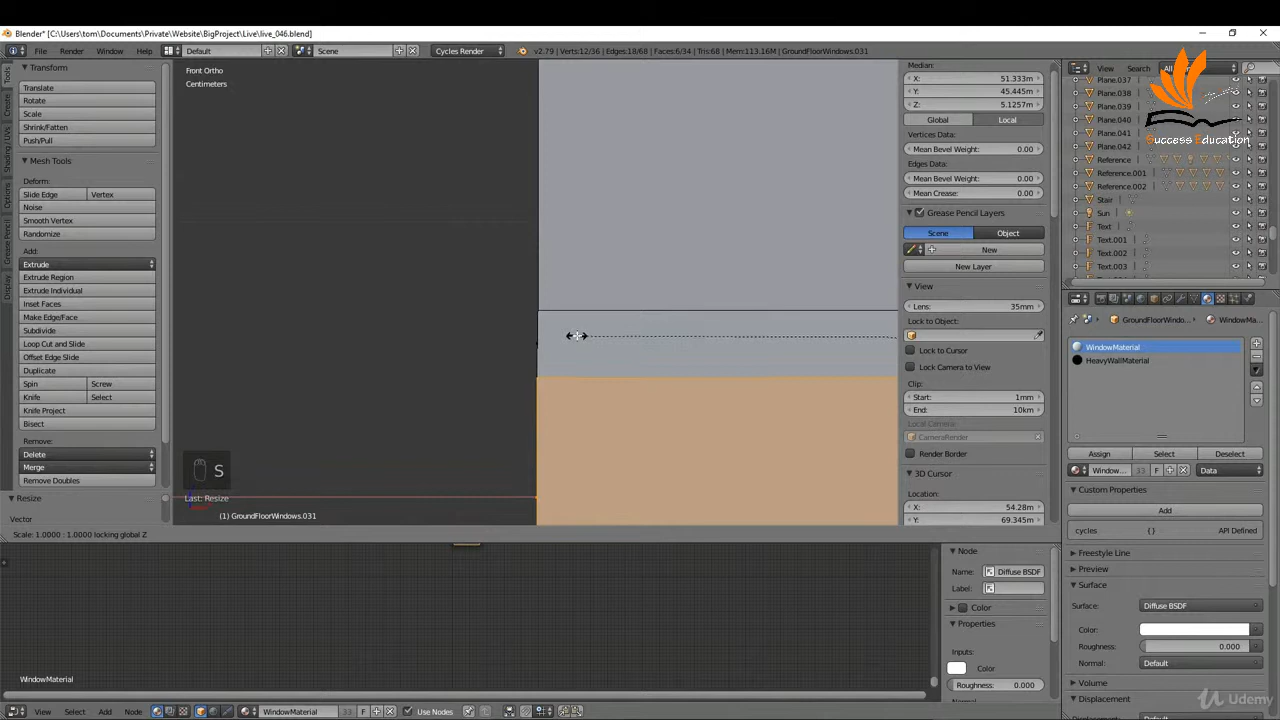 Blender* [C:\Users\tom\Documents\Private\Website\BigProject\Live\live_046.blend]
File Render Window Help Default Scene Cycles Render v2.79 | Verts:12/36 | Edges:18/68 | Faces:6/34 | Tris:68 | Mem:113.16M | GroundFloorWindows.031
Transform
Translate
Rotate
Scale
Shrink/Fatten
Push/Pull
Mesh Tools
Deform:
Slide Edge Vertex
Noise
Smooth Vertex
Randomize
Add:
Extrude
Extrude Region
Extrude Individual
Inset Faces
Make Edge/Face
Subdivide
Loop Cut and Slide
Offset Edge Slide
Duplicate
Spin Screw
Knife Select
Knife Project
Bisect
Remove:
Delete
Merge
Remove Doubles
Resize
Vector
Tools
Create
Shading / UVs
Options
Grease Pencil
Display
Front Ortho
Centimeters
S
Last: Resize
(1) GroundFloorWindows.031
Scale: 1.0000 : 1.0000 locking global Z
Median:
X: 51.333m
Y: 45.445m
Z: 5.1257m
Global Local
Vertices Data:
Mean Bevel Weight: 0.00
Edges Data:
Mean Bevel Weight: 0.00
Mean Crease: 0.00
Grease Pencil Layers
Scene Object
New
New Layer
View
Lens: 35mm
Lock to Object:
Lock to Cursor
Lock Camera to View
Clip:
Start: 1mm
End: 10km
Local Camera:
CameraRender
Render Border
3D Cursor
Location:
X: 54.28m
Y: 69.345m
View Search All
Plane.037
Plane.038
Plane.039
Plane.040
Plane.041
Plane.042
Reference
Reference.001
Reference.002
Stair
Sun
Text
Text.001
Text.002
Text.003
Success Education
GroundFloorWindo... WindowMa...
WindowMaterial
HeavyWallMaterial
Assign Select Deselect
Window... 33 F Data
Custom Properties
Add
cycles { } API Defined
Freestyle Line
Preview
Surface
Surface: Diffuse BSDF
Color:
Roughness: 0.000
Normal: Default
Volume
Displacement
Node
Name: Diffuse BSDF
Label:
Color
Properties
Inputs:
Color
Roughness: 0.000
WindowMaterial
View Select Add Node WindowMaterial 33 F Use Nodes
Udemy